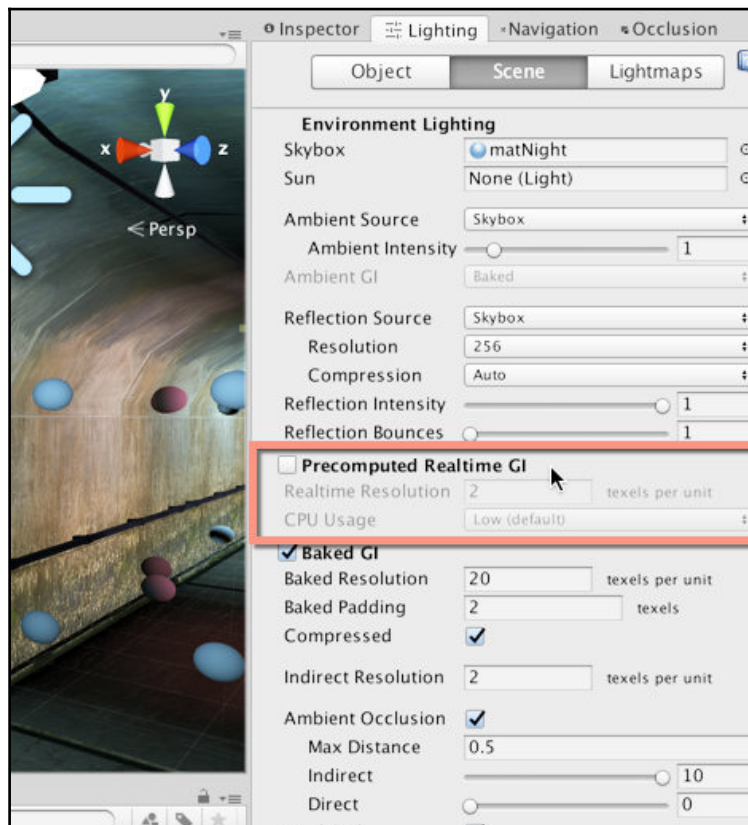 Inspector Lighting Navigation Occlusion
Object Scene Lightmaps
y
x z
Persp
Environment Lighting
Skybox matNight
Sun None (Light)
Ambient Source Skybox
Ambient Intensity 1
Ambient GI Baked
Reflection Source Skybox
Resolution 256
Compression Auto
Reflection Intensity 1
Reflection Bounces 1
Precomputed Realtime GI
Realtime Resolution 2 texels per unit
CPU Usage Low (default)
Baked GI
Baked Resolution 20 texels per unit
Baked Padding 2 texels
Compressed
Indirect Resolution 2 texels per unit
Ambient Occlusion
Max Distance 0.5
Indirect 10
Direct 0